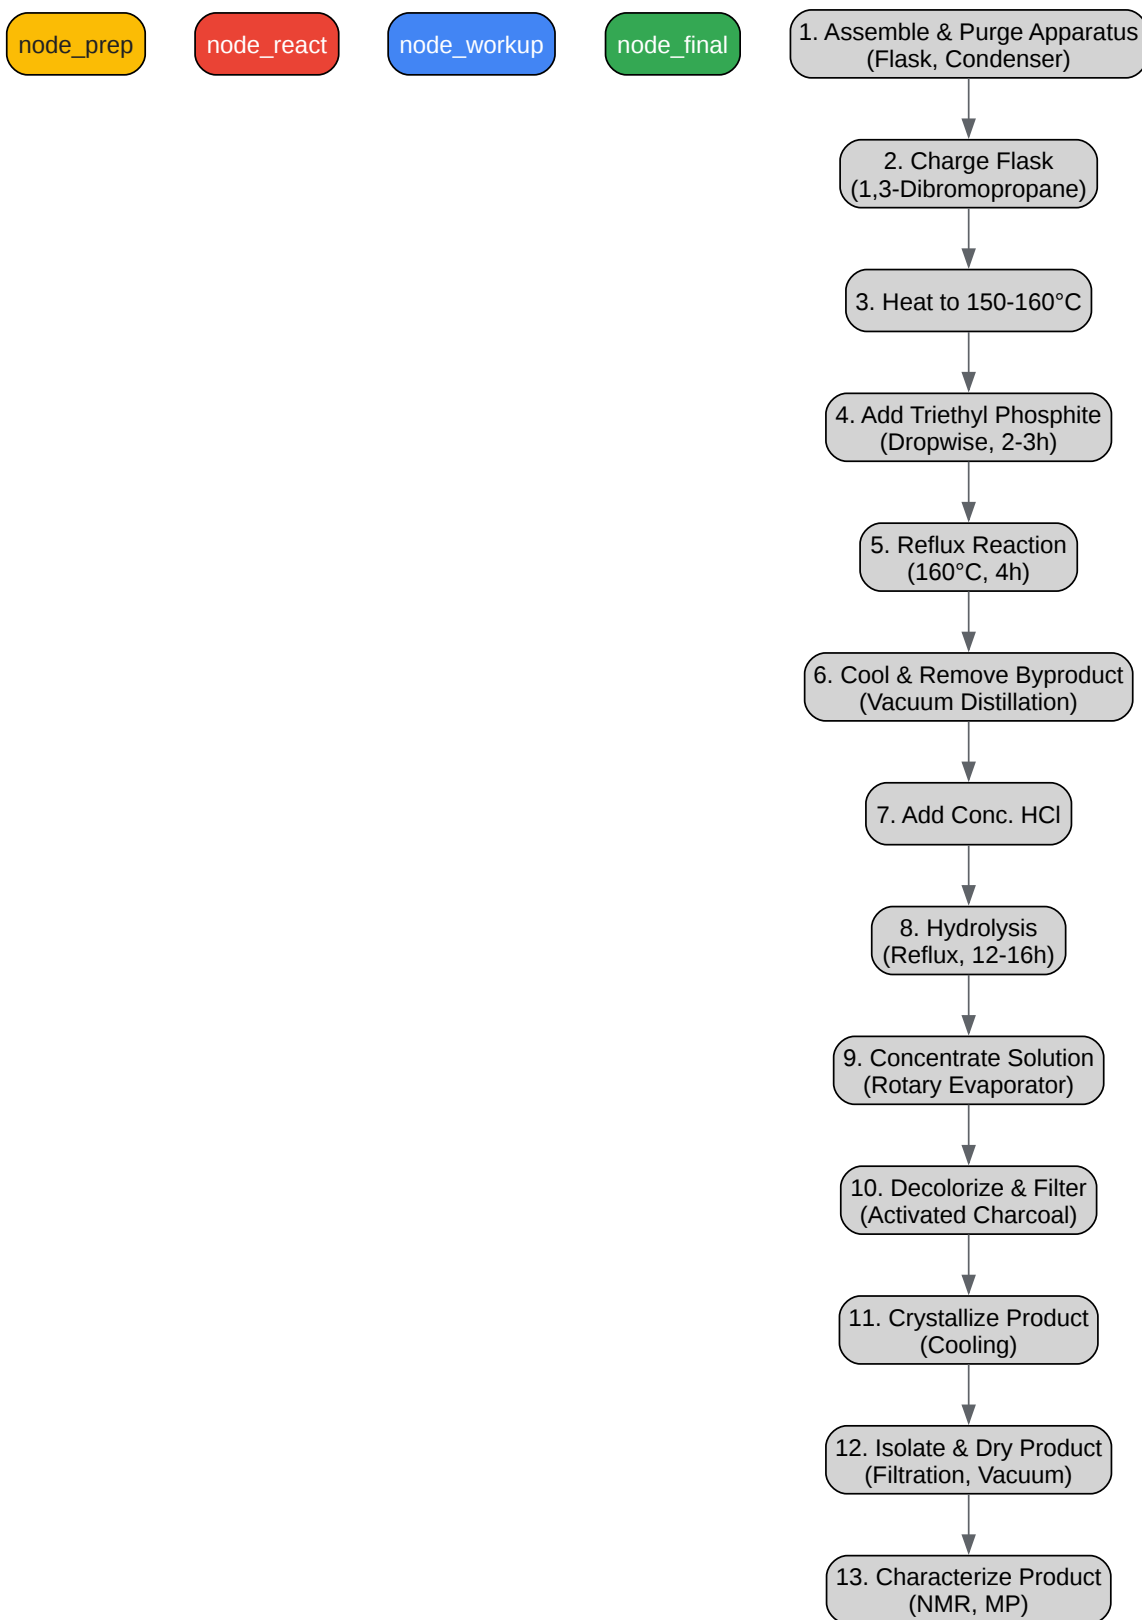 node_prep
node_react
node_workup
node_final
1. Assemble & Purge Apparatus
(Flask, Condenser)
2. Charge Flask
(1,3-Dibromopropane)
3. Heat to 150-160°C
4. Add Triethyl Phosphite
(Dropwise, 2-3h)
5. Reflux Reaction
(160°C, 4h)
6. Cool & Remove Byproduct
(Vacuum Distillation)
7. Add Conc. HCl
8. Hydrolysis
(Reflux, 12-16h)
9. Concentrate Solution
(Rotary Evaporator)
10. Decolorize & Filter
(Activated Charcoal)
11. Crystallize Product
(Cooling)
12. Isolate & Dry Product
(Filtration, Vacuum)
13. Characterize Product
(NMR, MP)